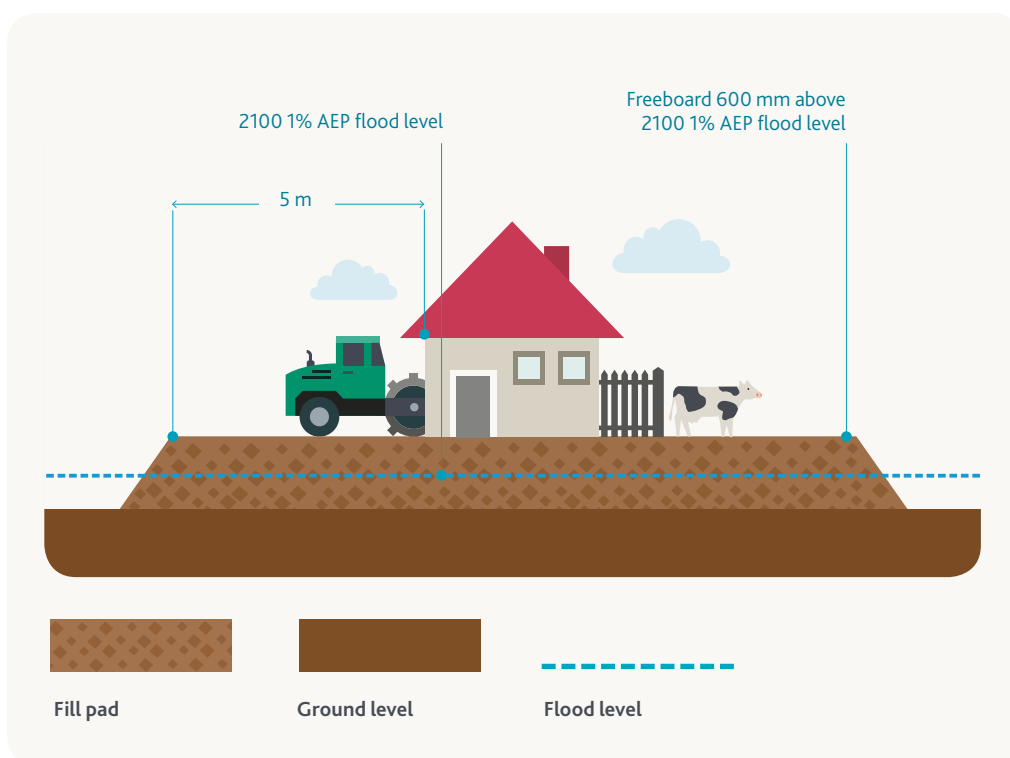 Freeboard 600 mm above
2100 1% AEP flood level
2100 1% AEP flood level
5 m
Fill pad
Ground level
Flood level